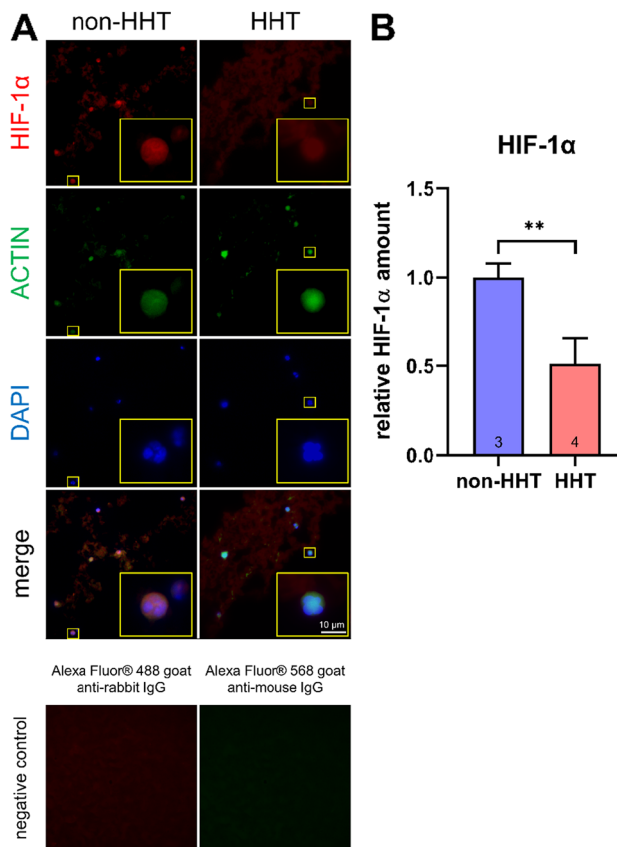 A
non-HHT
HHT
HIF-1α
ACTIN
DAPI
merge
10 µm
Alexa Fluor® 488 goat
anti-rabbit IgG
Alexa Fluor® 568 goat
anti-mouse IgG
negative control
B
HIF-1α
relative HIF-1α amount
1.5
1.0
0.5
0.0
**
3
4
non-HHT
HHT